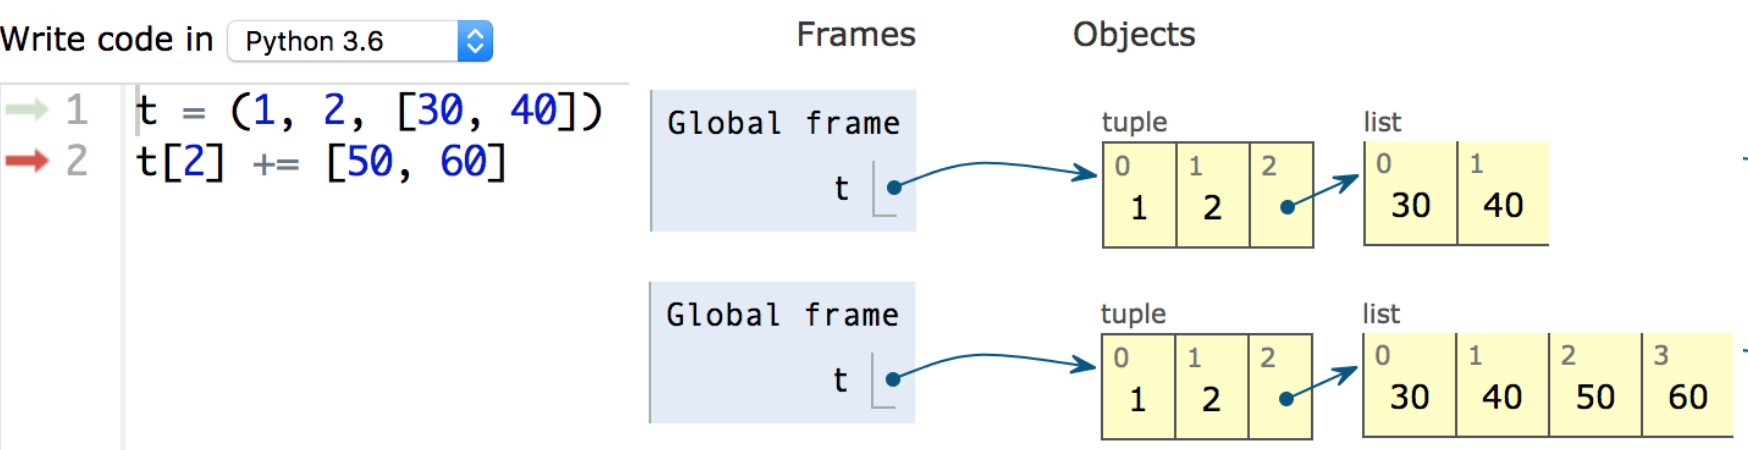 Write code in Python 3.6
Frames Objects
1 t = (1, 2, [30, 40])
2 t[2] += [50, 60]
Global frame
t
tuple
0 1 2
1 2
list
0 1
30 40
Global frame
t
tuple
0 1 2
1 2
list
0 1 2 3
30 40 50 60